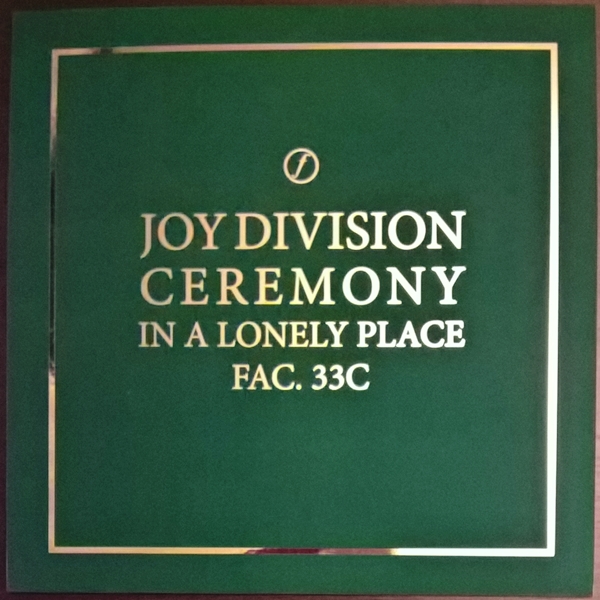 f
JOY DIVISION
CEREMONY
IN A LONELY PLACE
FAC. 33C